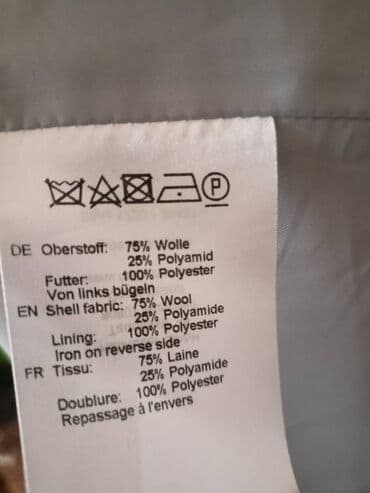 P
DE Oberstoff: 75% Wolle
25% Polyamid
Futter: 100% Polyester
Von links bügeln
EN Shell fabric: 75% Wool
25% Polyamide
Lining: 100% Polyester
Iron on reverse side
FR Tissu: 75% Laine
25% Polyamide
Doublure: 100% Polyester
Repassage à l'envers